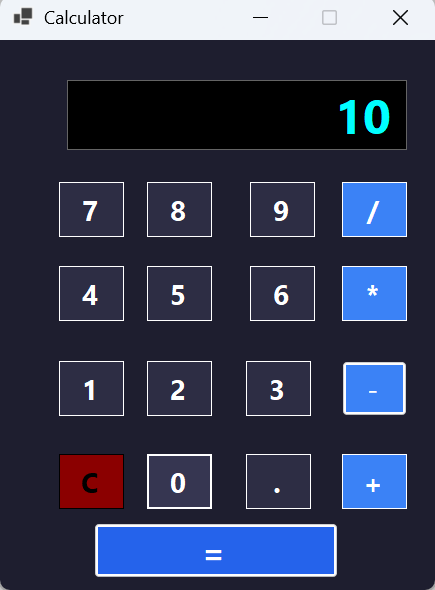 Calculator
10
7 8 9 /
4 5 6 *
1 2 3 -
C 0 . +
=